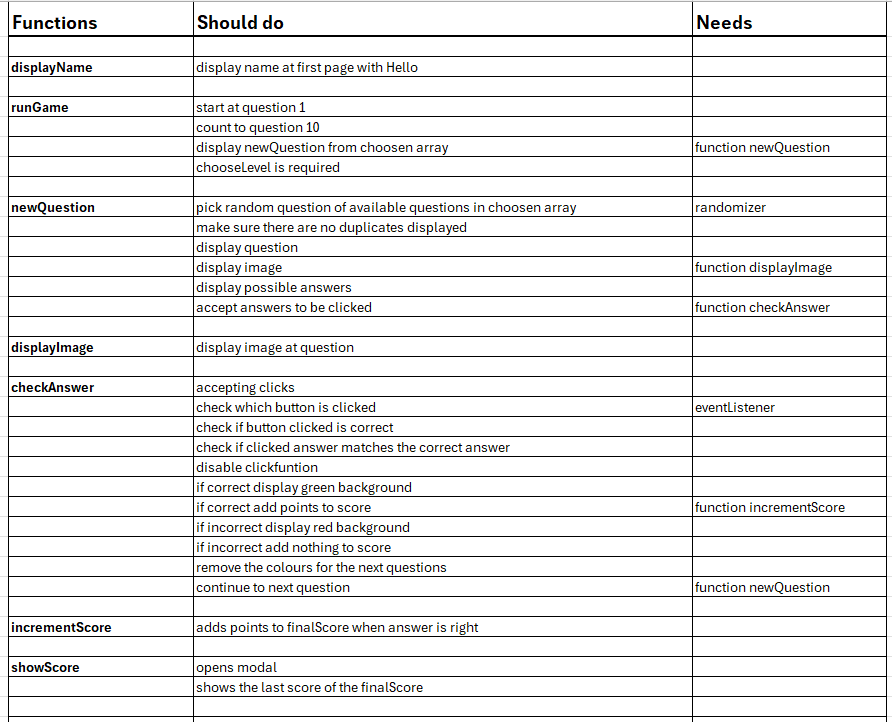 Functions Should do Needs
displayName display name at first page with Hello
runGame start at question 1
count to question 10
display newQuestion from choosen array function newQuestion
chooseLevel is required
newQuestion pick random question of available questions in choosen array randomizer
make sure there are no duplicates displayed
display question
display image function displayImage
display possible answers
accept answers to be clicked function checkAnswer
displayImage display image at question
checkAnswer accepting clicks
check which button is clicked eventListener
check if button clicked is correct
check if clicked answer matches the correct answer
disable clickfuntion
if correct display green background
if correct add points to score function incrementScore
if incorrect display red background
if incorrect add nothing to score
remove the colours for the next questions
continue to next question function newQuestion
incrementScore adds points to finalScore when answer is right
showScore opens modal
shows the last score of the finalScore